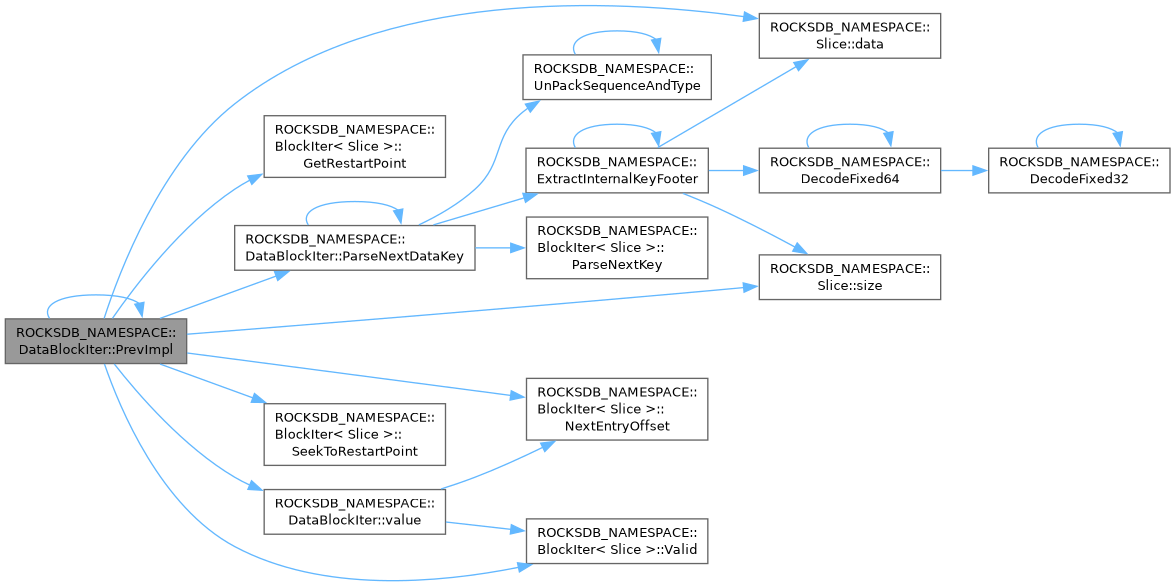 ROCKSDB_NAMESPACE::
Slice::data
ROCKSDB_NAMESPACE::
UnPackSequenceAndType
ROCKSDB_NAMESPACE::
BlockIter< Slice >::
GetRestartPoint
ROCKSDB_NAMESPACE::
ExtractInternalKeyFooter
ROCKSDB_NAMESPACE::
DecodeFixed64
ROCKSDB_NAMESPACE::
DecodeFixed32
ROCKSDB_NAMESPACE::
DataBlockIter::ParseNextDataKey
ROCKSDB_NAMESPACE::
BlockIter< Slice >::
ParseNextKey
ROCKSDB_NAMESPACE::
Slice::size
ROCKSDB_NAMESPACE::
DataBlockIter::PrevImpl
ROCKSDB_NAMESPACE::
BlockIter< Slice >::
NextEntryOffset
ROCKSDB_NAMESPACE::
BlockIter< Slice >::
SeekToRestartPoint
ROCKSDB_NAMESPACE::
DataBlockIter::value
ROCKSDB_NAMESPACE::
BlockIter< Slice >::Valid